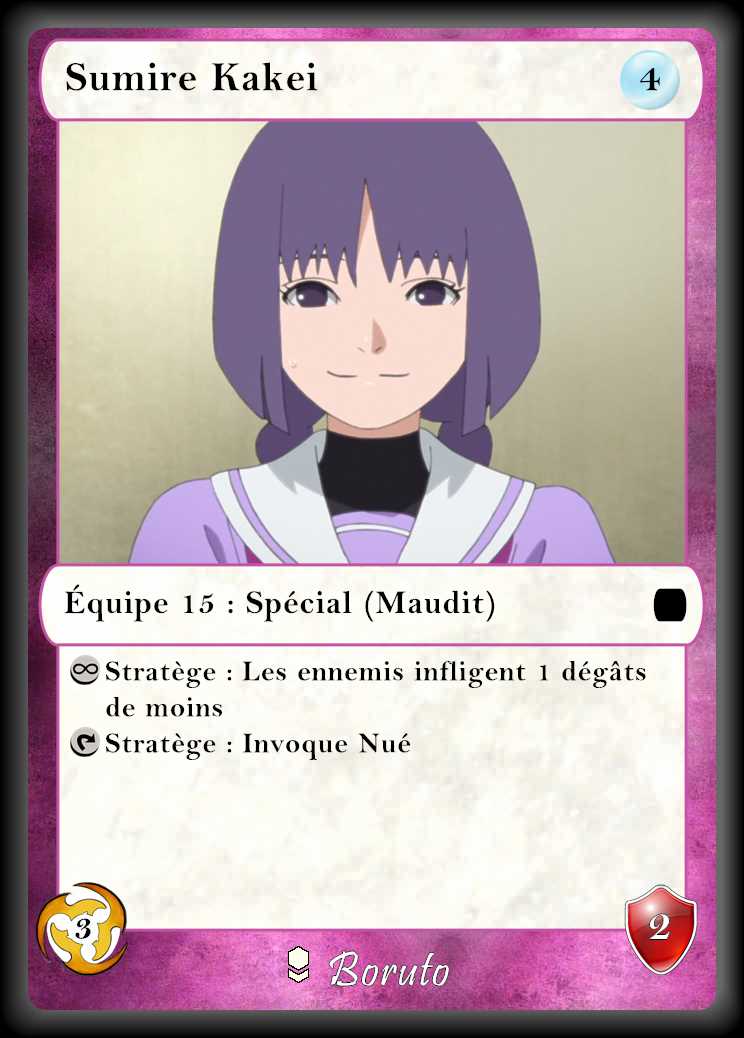 Sumire Kakei
4
Équipe 15 : Spécial (Maudit)
Stratège : Les ennemis infligent 1 dégâts
de moins
Stratège : Invoque Nué
3
2
Boruto